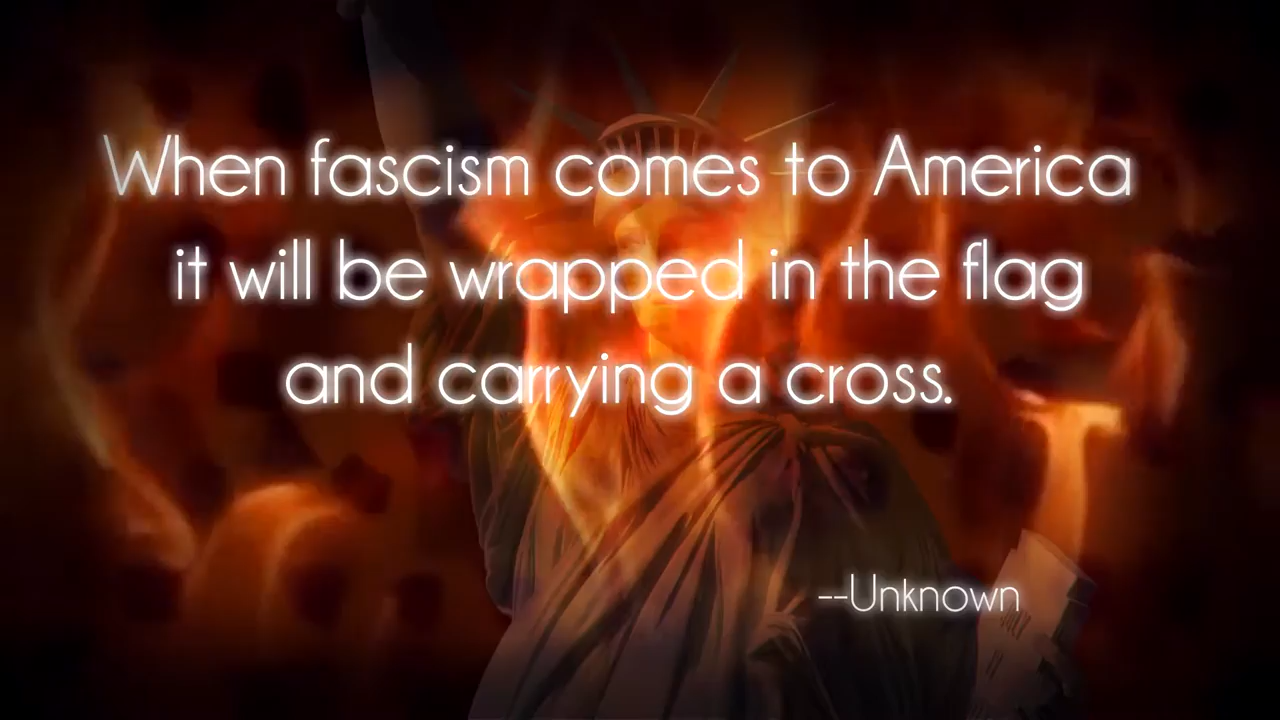 When fascism comes to America
it will be wrapped in the flag
and carrying a cross.
--Unknown